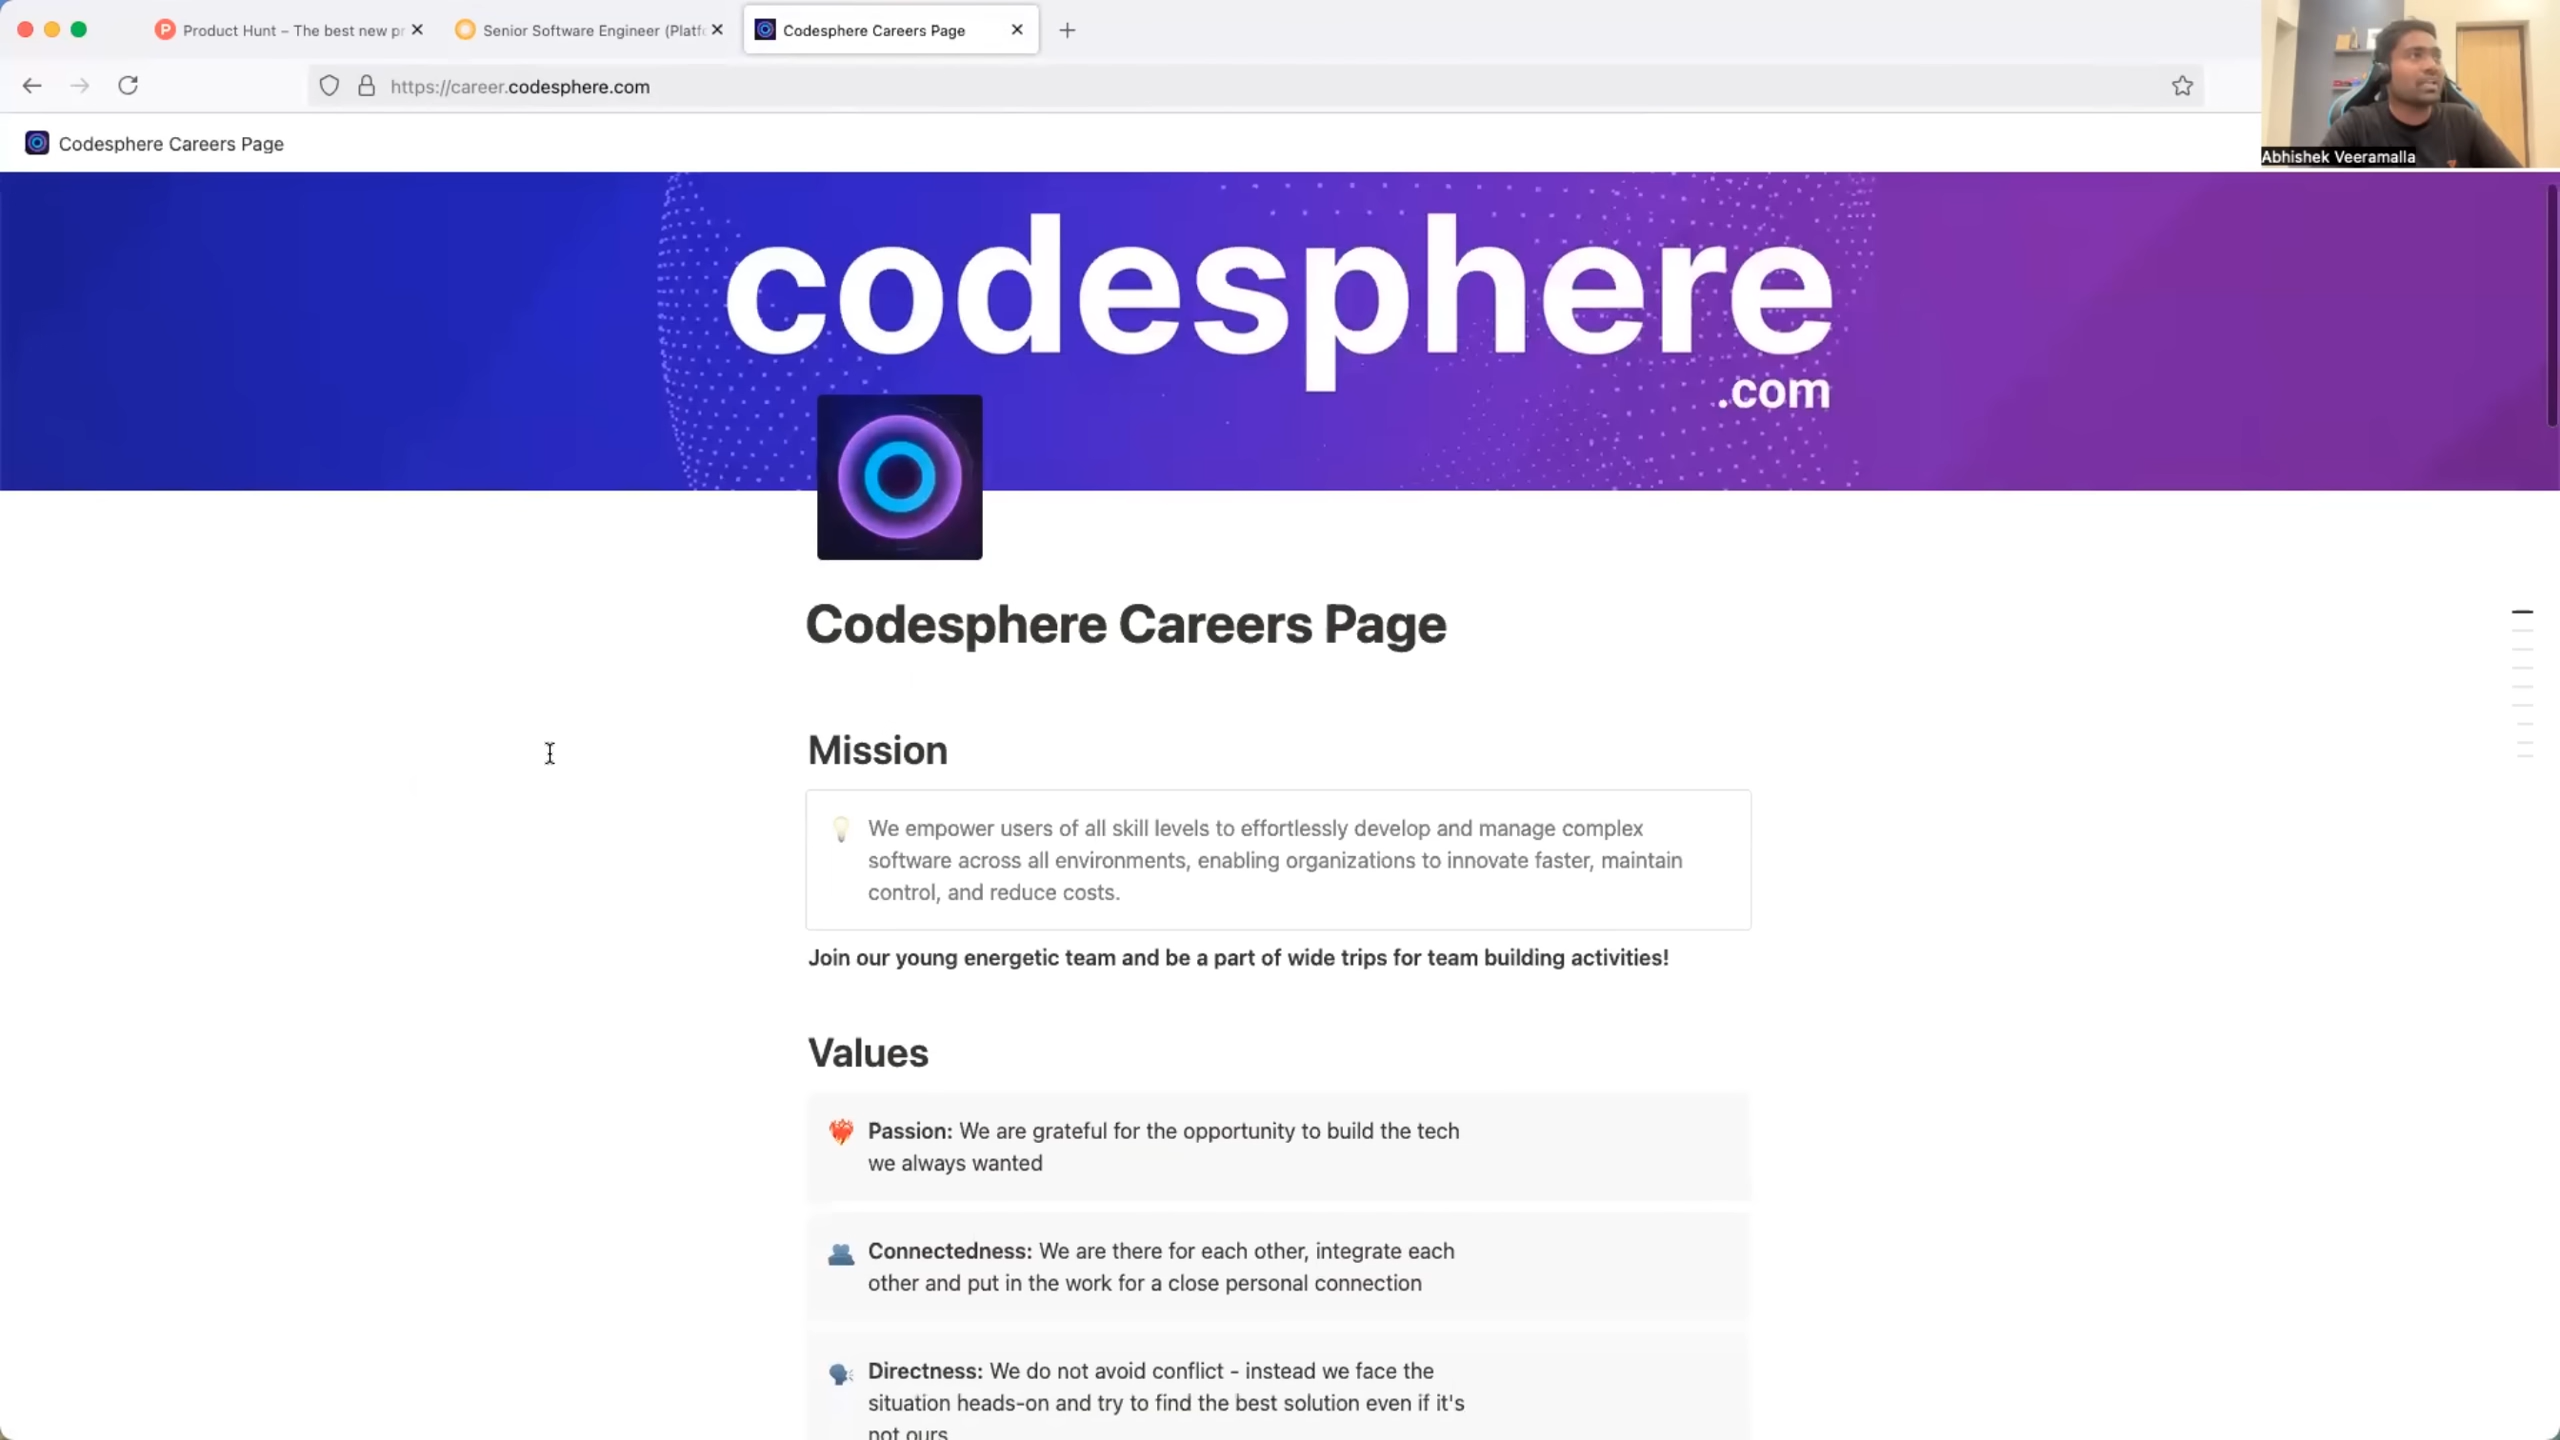 Product Hunt – The best new pr
Senior Software Engineer (Platfo
Codesphere Careers Page
https://career.codesphere.com
Codesphere Careers Page
Abhishek Veeramalla
codesphere
.com
Codesphere Careers Page
Mission
We empower users of all skill levels to effortlessly develop and manage complex
software across all environments, enabling organizations to innovate faster, maintain
control, and reduce costs.
Join our young energetic team and be a part of wide trips for team building activities!
Values
Passion: We are grateful for the opportunity to build the tech
we always wanted
Connectedness: We are there for each other, integrate each
other and put in the work for a close personal connection
Directness: We do not avoid conflict - instead we face the
situation heads-on and try to find the best solution even if it's
not ours